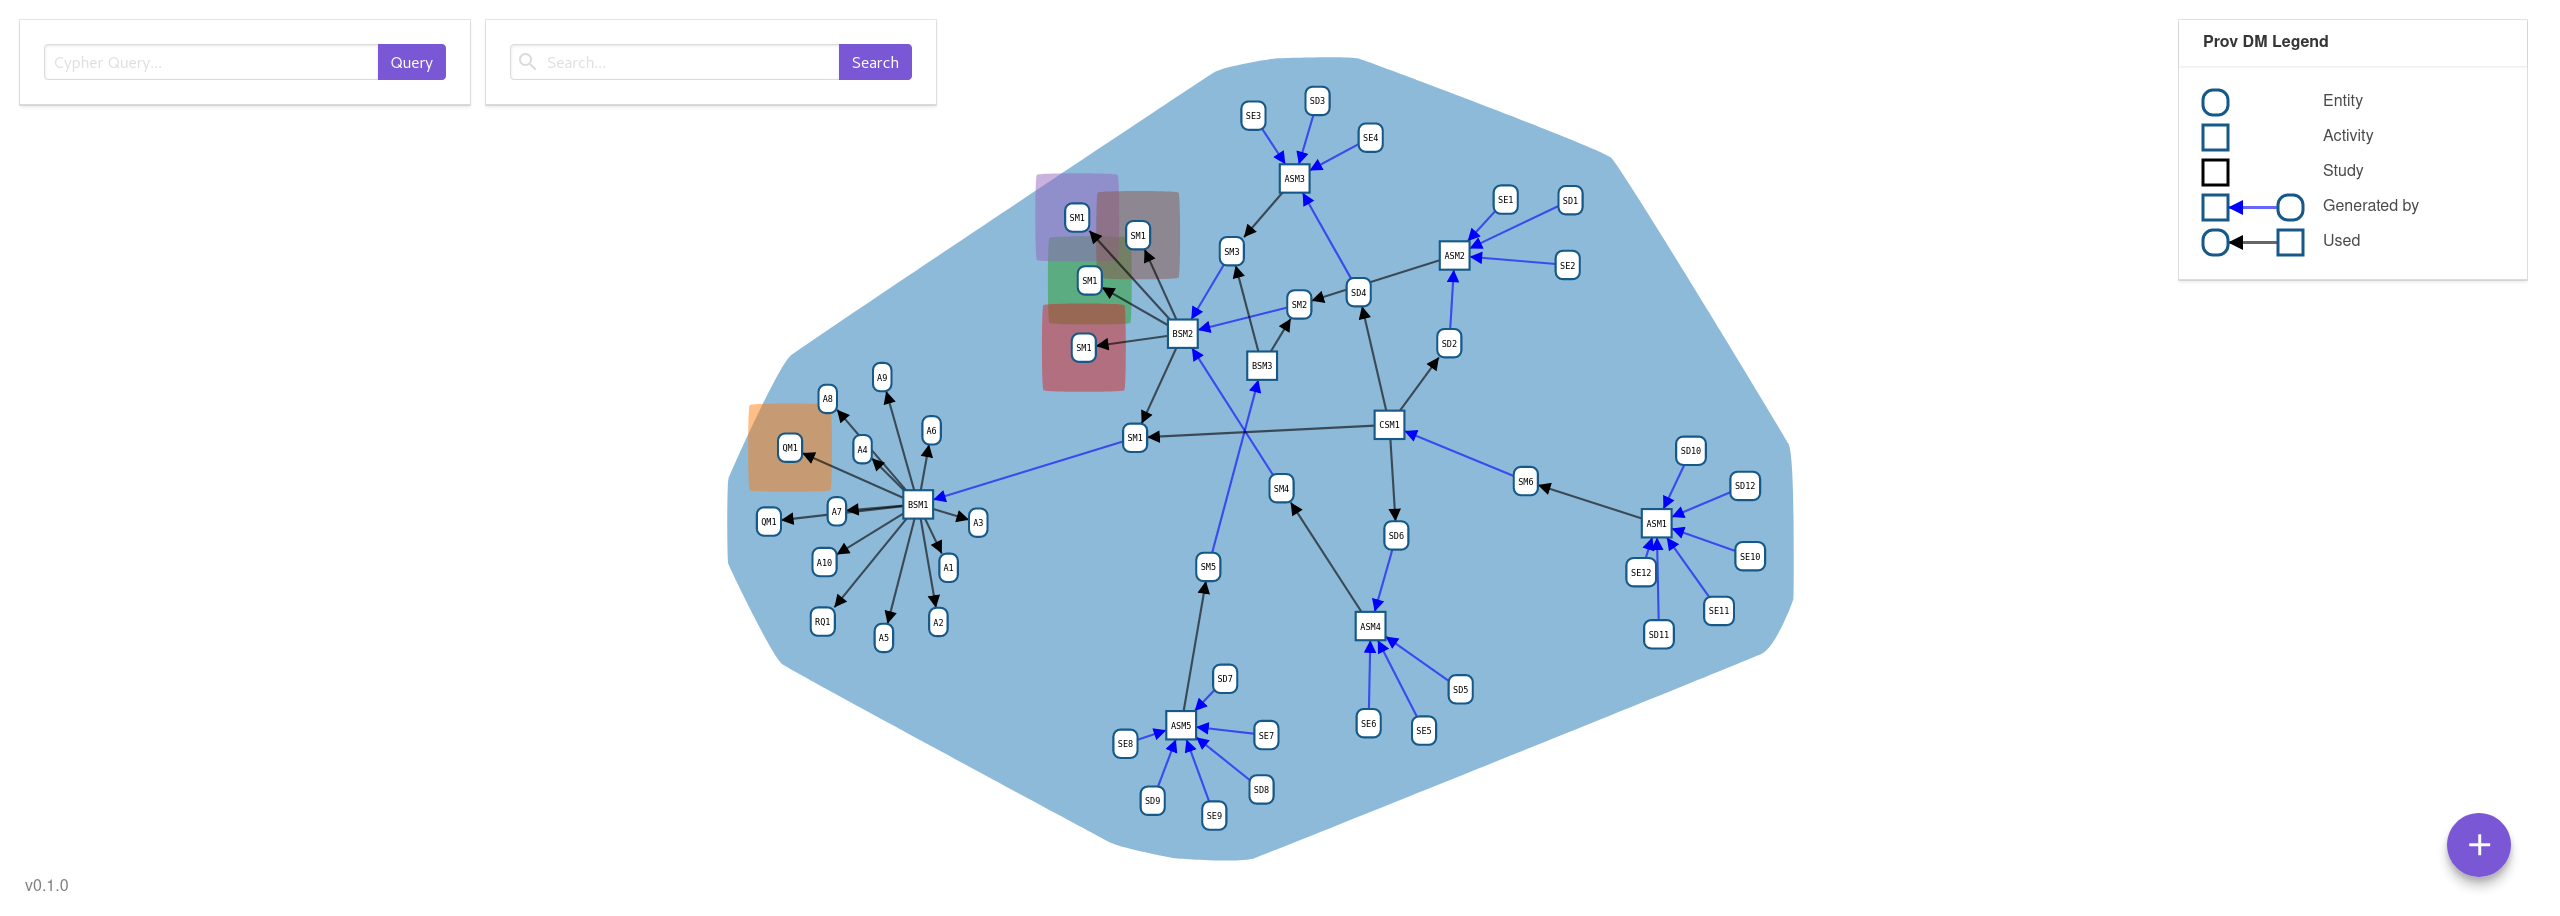 Cypher Query...
Query
Search...
Search
Prov DM Legend
Entity
Activity
Study
Generated by
Used
SD3
SE3
SE4
ASM3
SE1
SD1
SM1
SM1
SM3
ASM2
SE2
SM1
SD4
SM2
BSM2
SD2
SM1
BSM3
A9
A8
CSM1
A6
SM1
QM1
A4
SD10
SM6
SD12
SM4
BSM1
A7
QM1
A3
ASM1
SD6
SE10
A10
A1
SM5
SE12
SE11
RQ1
A2
ASM4
SD11
A5
SD7
SD5
SE6
ASM5
SE5
SE7
SE8
SD8
SD9
SE9
+
v0.1.0